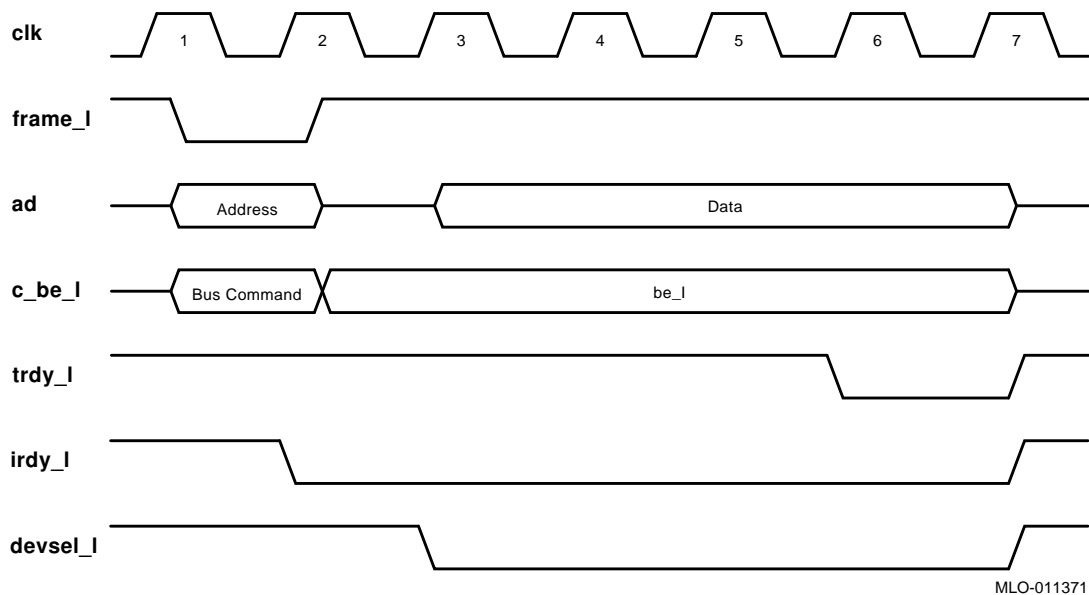 clk 1 2 3 4 5 6 7
frame_l
ad Address Data
c_be_l Bus Command be_l
trdy_l
irdy_l
devsel_l
MLO-011371